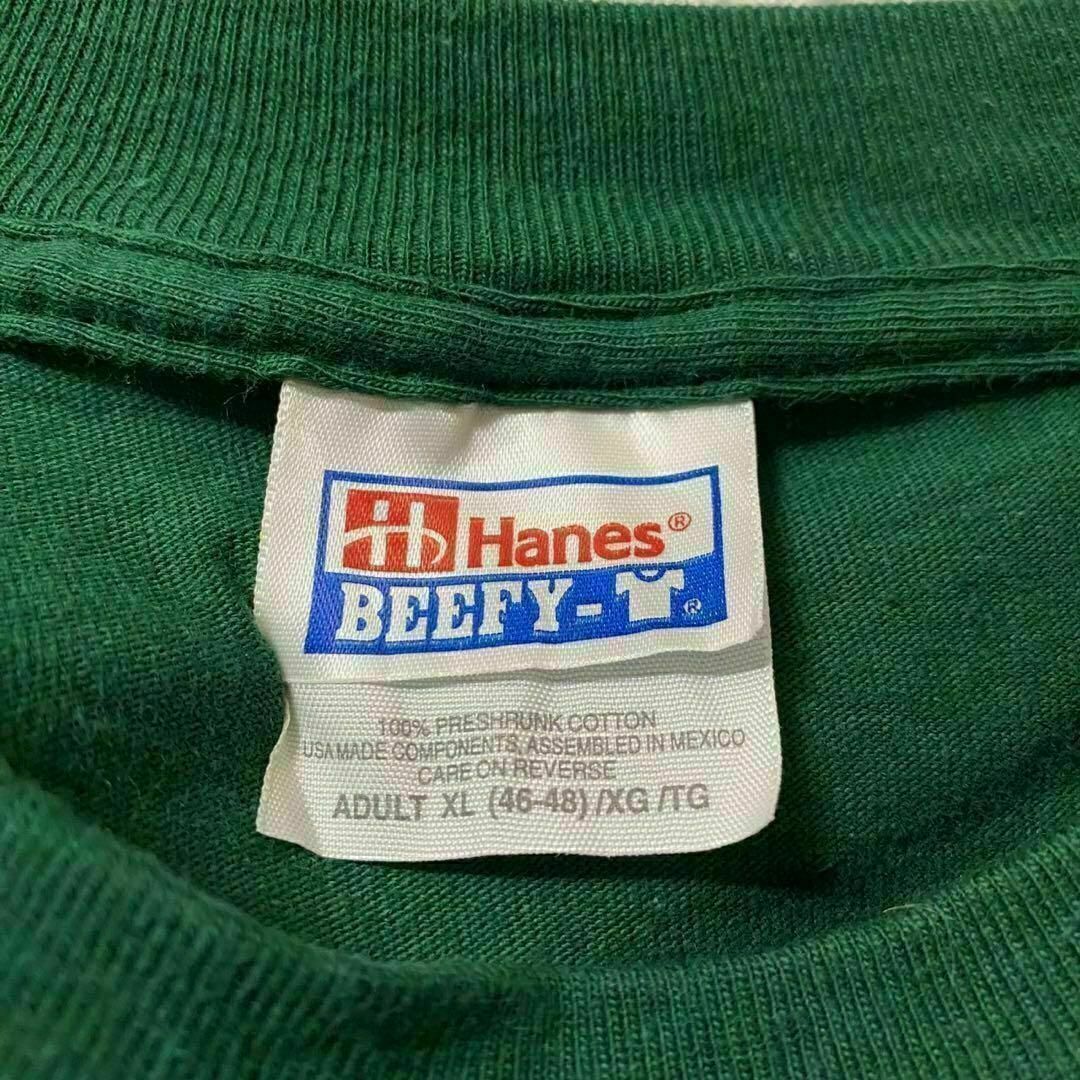 Hanes®
BEEFY-T®
100% PRESHRUNK COTTON
USA MADE COMPONENTS, ASSEMBLED IN MEXICO
CARE ON REVERSE
ADULT XL (46-48) /XG /TG